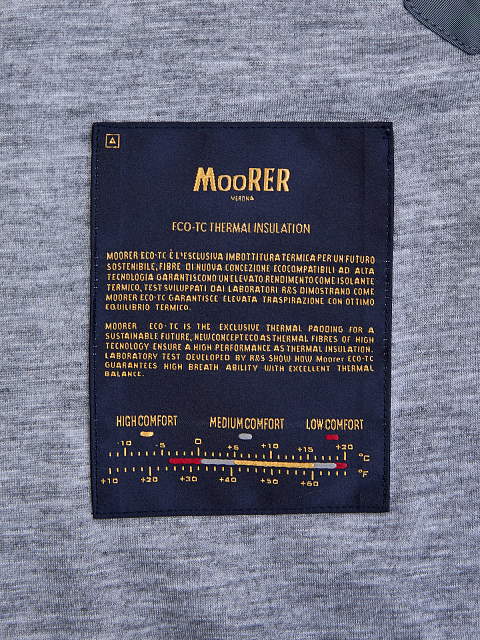 A
MooRER
VERONA
ECO-TC THERMAL INSULATION
MOORER ECO-TC È L'ESCLUSIVA IMBOTTITURA TERMICA PER UN FUTURO
SOSTENIBILE, FIBRE DI NUOVA CONCEZIONE ECOCOMPATIBILI AD ALTA
TECNOLOGIA GARANTISCONO UN ELEVATO RENDIMENTO COME ISOLANTE
TERMICO, TEST SVILUPPATI DAI LABORATORI R&S DIMOSTRANO COME
MOORER ECO-TC GARANTISCE ELEVATA TRASPIRAZIONE CON OTTIMO
EQUILIBRIO TERMICO.
MOORER ECO-TC IS THE EXCLUSIVE THERMAL PADDING FOR A
SUSTAINABLE FUTURE, NEW CONCEPT ECO AS THERMAL FIBRES OF HIGH
TECNOLOGY ENSURE A HIGH PERFORMANCE AS THERMAL INSULATION.
LABORATORY TEST DEVELOPED BY R&S SHOW HOW Moorer ECO-TC
GUARANTEES HIGH BREATH ABILITY WITH EXCELLENT THERMAL
BALANCE.
HIGH COMFORT MEDIUM COMFORT LOW COMFORT
-10 -5 0 +5 +10 +15 +20 °C
+10 +20 +30 +40 +50 +60 °F